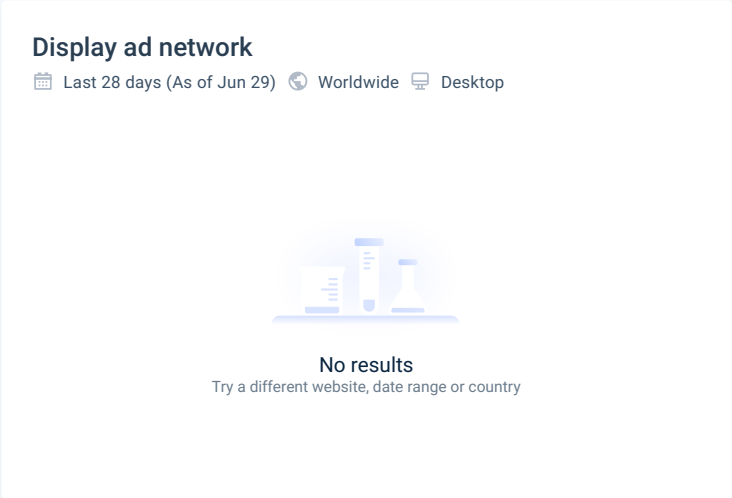 Display ad network
Last 28 days (As of Jun 29) Worldwide Desktop
No results
Try a different website, date range or country